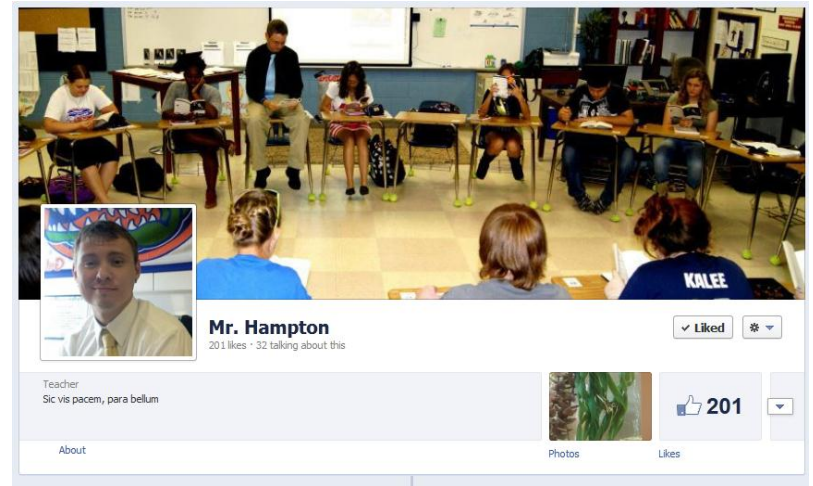 KALEE
Mr. Hampton
201 likes · 32 talking about this
Liked
Teacher
Sic vis pacem, para bellum
201
About
Photos
Likes